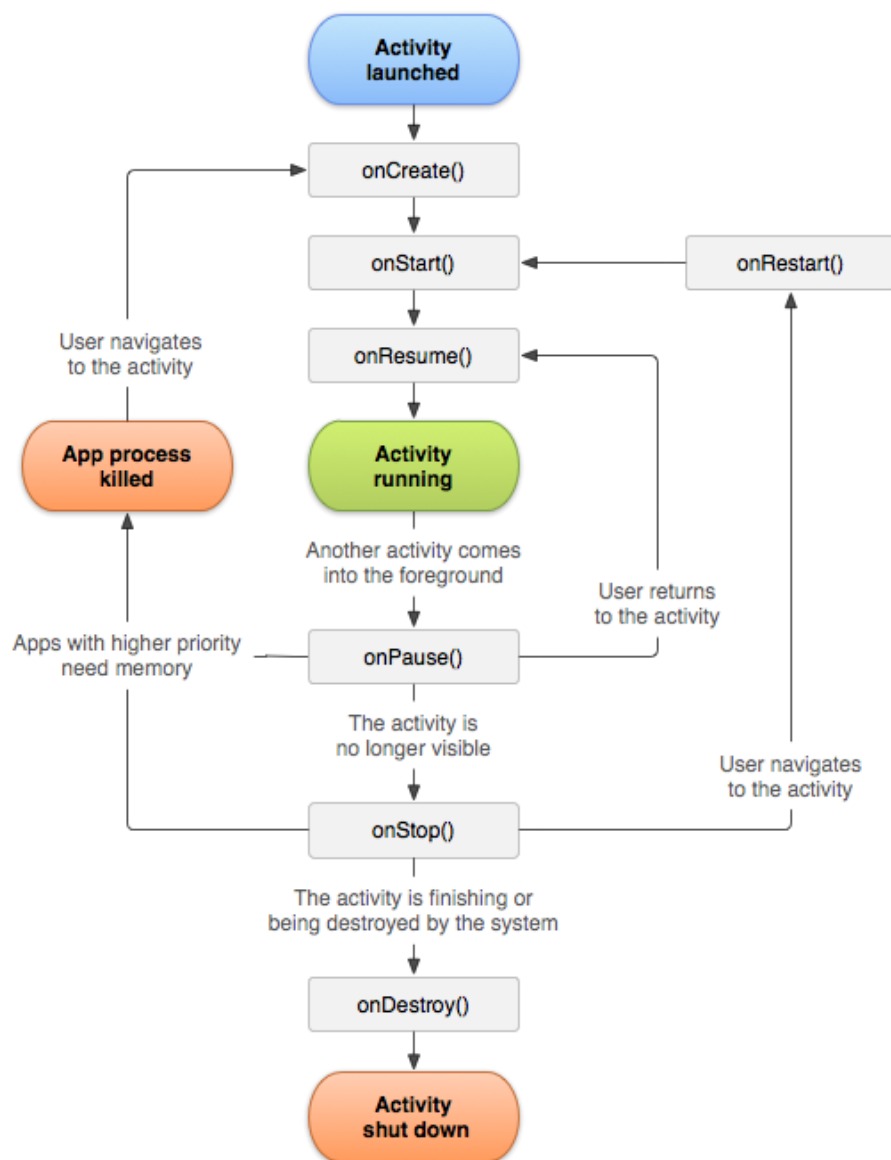 Activity
launched
onCreate()
onStart()
onRestart()
User navigates
to the activity
onResume()
App process
killed
Activity
running
Another activity comes
into the foreground
User returns
to the activity
Apps with higher priority
need memory
onPause()
The activity is
no longer visible
User navigates
to the activity
onStop()
The activity is finishing or
being destroyed by the system
onDestroy()
Activity
shut down